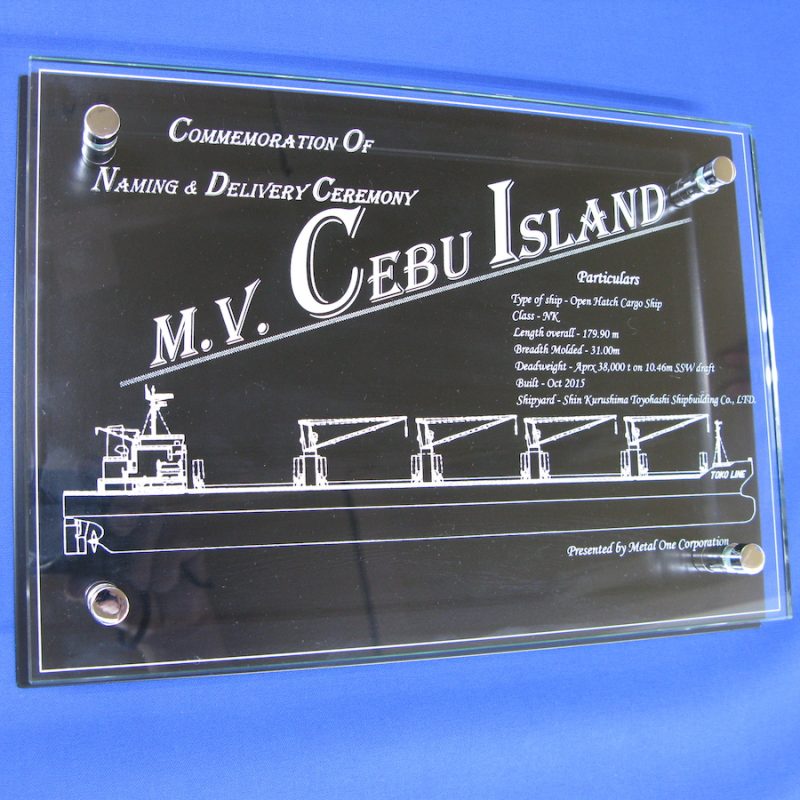 COMMEMORATION OF
NAMING & DELIVERY CEREMONY
M.V. CEBU ISLAND
Particulars
Type of ship - Open Hatch Cargo Ship
Class - NK
Length overall - 179.90 m
Breadth Molded - 31.00m
Deadweight - Aprx 38,000 t on 10.46m SSW draft
Built - Oct 2015
Shipyard - Shin Kurushima Toyohashi Shipbuilding Co., LTD.
TOKO LINE
Presented by Metal One Corporation